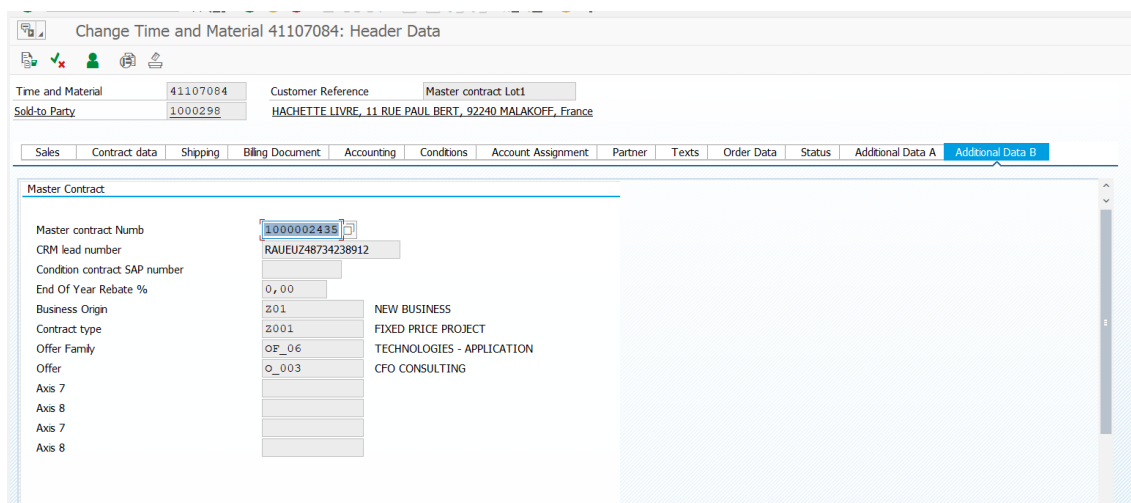 Change Time and Material 41107084: Header Data
Time and Material 41107084 Customer Reference Master contract Lot1
Sold-to Party 1000298 HACHETTE LIVRE, 11 RUE PAUL BERT, 92240 MALAKOFF, France
Sales Contract data Shipping Billing Document Accounting Conditions Account Assignment Partner Texts Order Data Status Additional Data A Additional Data B
Master Contract
Master contract Numb 1000002435
CRM lead number RAUEUZ48734238912
Condition contract SAP number
End Of Year Rebate % 0,00
Business Origin Z01 NEW BUSINESS
Contract type Z001 FIXED PRICE PROJECT
Offer Family OF_06 TECHNOLOGIES - APPLICATION
Offer O_003 CFO CONSULTING
Axis 7
Axis 8
Axis 7
Axis 8